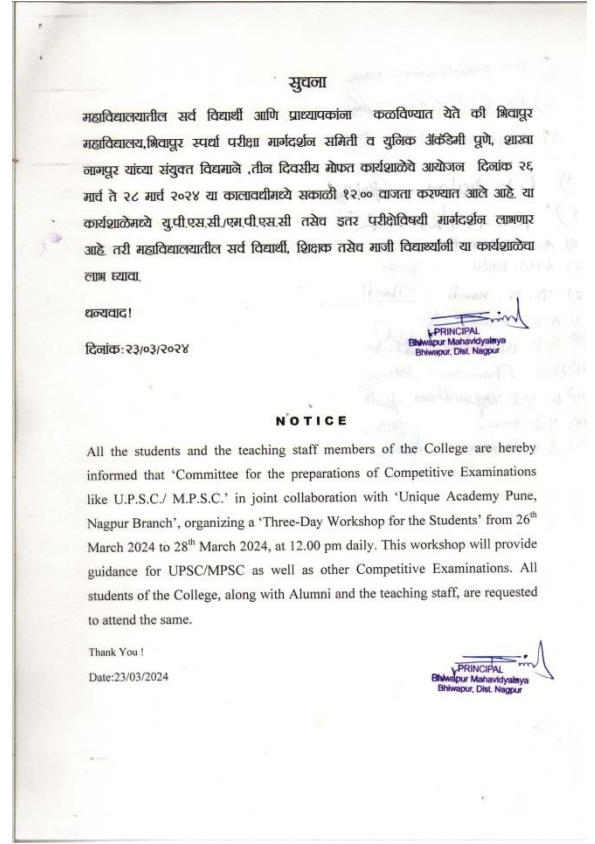 सुचना
महाविद्यालयातील सर्व विद्यार्थी आणि प्राध्यापकांना कळविण्यात येते की भिवापूर
महाविद्यालय,भिवापूर स्पर्धा परीक्षा मार्गदर्शन समिती व युनिक ॲकॅडेमी पूणे, शाखा
नागपूर यांच्या संयुक्त विद्यमाने ,तीन दिवसीय मोफत कार्यशाळेचे आयोजन दिनांक २६
मार्च ते २८ मार्च २०२४ या कालावधीमध्ये सकाळी १२.०० वाजता करण्यात आले आहे. या
कार्यशाळेमध्ये यु.पी.एस.सी./एम.पी.एस.सी तसेच इतर परीक्षेविषयी मार्गदर्शन लाभणार
आहे. तरी महाविद्यालयातील सर्व विद्यार्थी, शिक्षक तसेच माजी विद्यार्थ्यांनी या कार्यशाळेचा
लाभ घ्यावा.
धन्यवाद!
PRINCIPAL
Bhiwapur Mahavidyalaya
Bhiwapur, Dist. Nagpur
दिनांक:२३/०३/२०२४
NOTICE
All the students and the teaching staff members of the College are hereby
informed that ‘Committee for the preparations of Competitive Examinations
like U.P.S.C./ M.P.S.C.’ in joint collaboration with ‘Unique Academy Pune,
Nagpur Branch’, organizing a ‘Three-Day Workshop for the Students’ from 26th
March 2024 to 28th March 2024, at 12.00 pm daily. This workshop will provide
guidance for UPSC/MPSC as well as other Competitive Examinations. All
students of the College, along with Alumni and the teaching staff, are requested
to attend the same.
Thank You !
Date:23/03/2024
PRINCIPAL
Bhiwapur Mahavidyalaya
Bhiwapur, Dist. Nagpur